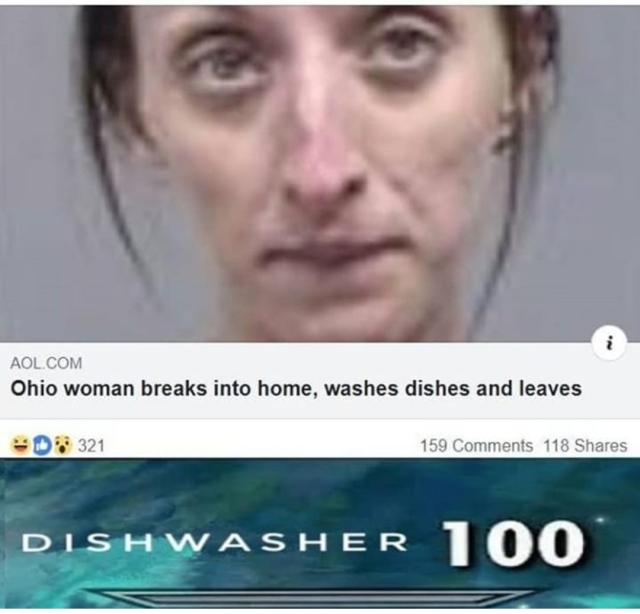 i
AOL.COM
Ohio woman breaks into home, washes dishes and leaves
321 159 Comments 118 Shares
DISHWASHER 100